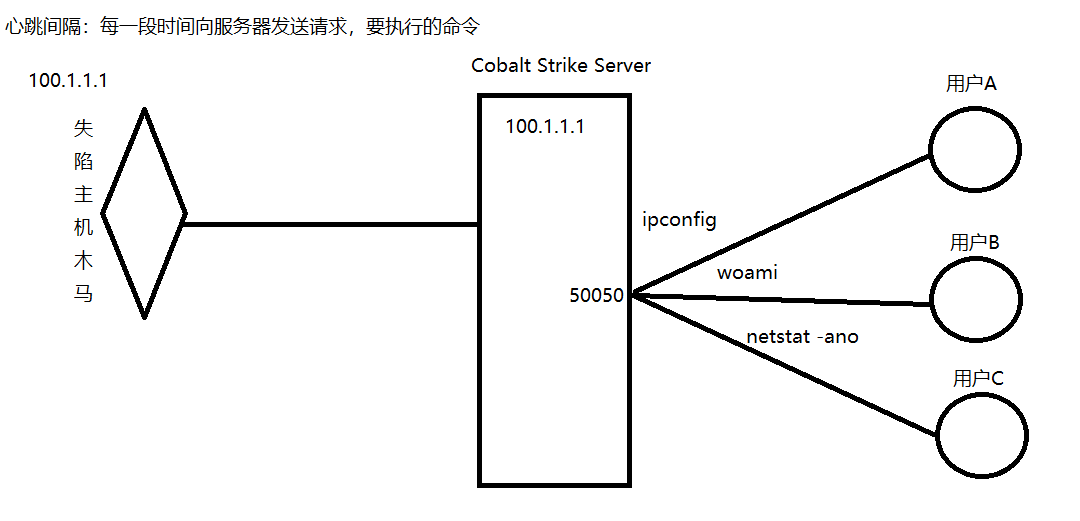 心跳间隔：每一段时间向服务器发送请求，要执行的命令
100.1.1.1
失
陷
主
机
木
马
Cobalt Strike Server
100.1.1.1
50050
ipconfig
woami
netstat -ano
用户A
用户B
用户C